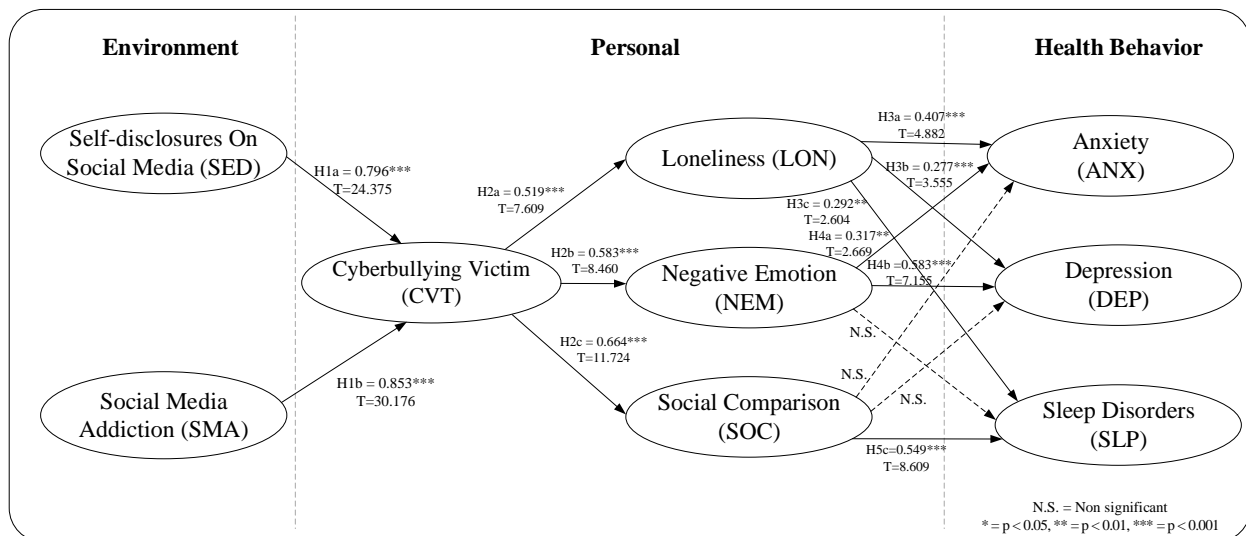 Environment
Personal
Health Behavior
Self-disclosures On
Social Media (SED)
H1a = 0.796***
T=24.375
Social Media
Addiction (SMA)
H1b = 0.853***
T=30.176
Cyberbullying Victim
(CVT)
H2a = 0.519***
T=7.609
H2b = 0.583***
T=8.460
H2c = 0.664***
T=11.724
Loneliness (LON)
Negative Emotion
(NEM)
Social Comparison
(SOC)
H3a = 0.407***
T=4.882
H3b = 0.277***
T=3.555
H3c = 0.292**
T=2.604
H4a = 0.317**
T=2.669
H4b = 0.583***
T=7.155
N.S.
N.S.
N.S.
H5c=0.549***
T=8.609
Anxiety
(ANX)
Depression
(DEP)
Sleep Disorders
(SLP)
N.S. = Non significant
* = p < 0.05, ** = p < 0.01, *** = p < 0.001